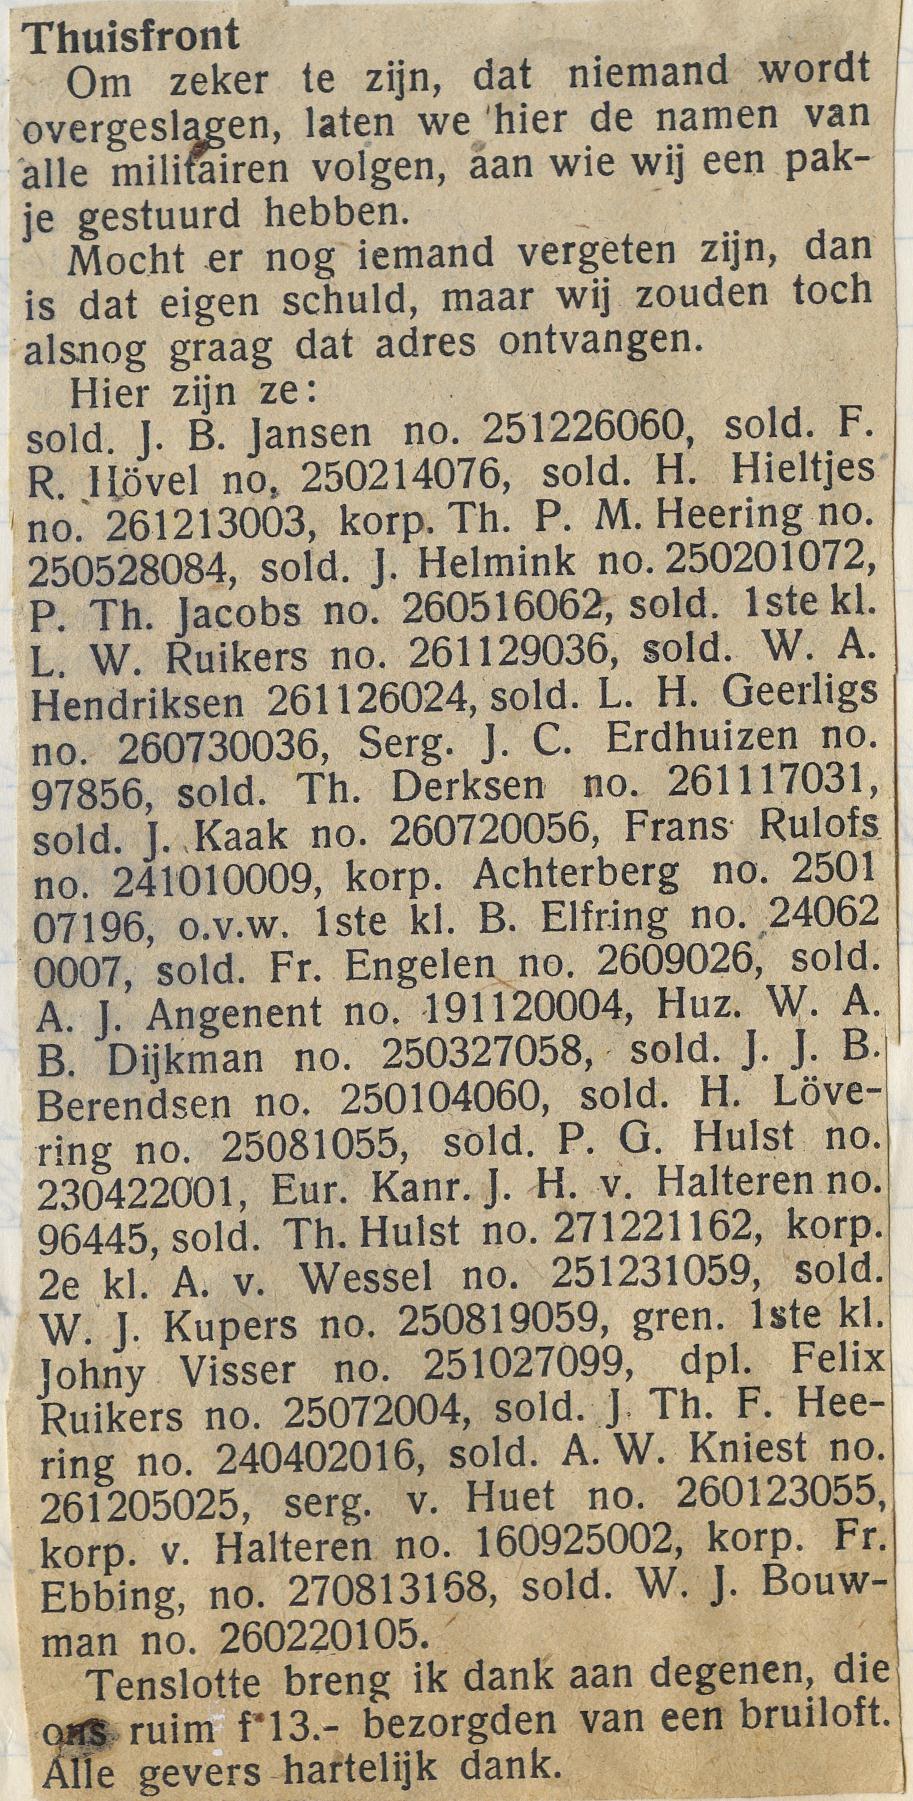 Thuisfront
Om zeker te zijn, dat niemand wordt
overgeslagen, laten we hier de namen van
alle militairen volgen, aan wie wij een pak-
je gestuurd hebben.
Mocht er nog iemand vergeten zijn, dan
is dat eigen schuld, maar wij zouden toch
alsnog graag dat adres ontvangen.
Hier zijn ze:
sold. J. B. Jansen no. 251226060, sold. F.
R. Hövel no. 250214076, sold. H. Hieltjes
no. 261213003, korp. Th. P. M. Heering no.
250528084, sold. J. Helmink no. 250201072,
P. Th. Jacobs no. 260516062, sold. 1ste kl.
L. W. Ruikers no. 261129036, sold. W. A.
Hendriksen 261126024, sold. L. H. Geerligs
no. 260730036, Serg. J. C. Erdhuizen no.
97856, sold. Th. Derksen no. 261117031,
sold. J. Kaak no. 260720056, Frans Rulofs
no. 241010009, korp. Achterberg no. 2501
07196, o.v.w. 1ste kl. B. Elfring no. 24062
0007, sold. Fr. Engelen no. 2609026, sold.
A. J. Angenent no. 191120004, Huz. W. A.
B. Dijkman no. 250327058, sold. J. J. B.
Berendsen no. 250104060, sold. H. Löve-
ring no. 25081055, sold. P. G. Hulst no.
230422001, Eur. Kanr. J. H. v. Halteren no.
96445, sold. Th. Hulst no. 271221162, korp.
2e kl. A. v. Wessel no. 251231059, sold.
W. J. Kupers no. 250819059, gren. 1ste kl.
Johny Visser no. 251027099, dpl. Felix
Ruikers no. 25072004, sold. J. Th. F. Hee-
ring no. 240402016, sold. A. W. Kniest no.
261205025, serg. v. Huet no. 260123055,
korp. v. Halteren no. 160925002, korp. Fr.
Ebbing, no. 270813168, sold. W. J. Bouw-
man no. 260220105.
Tenslotte breng ik dank aan degenen, die
ons ruim f 13.- bezorgden van een bruiloft.
Alle gevers hartelijk dank.